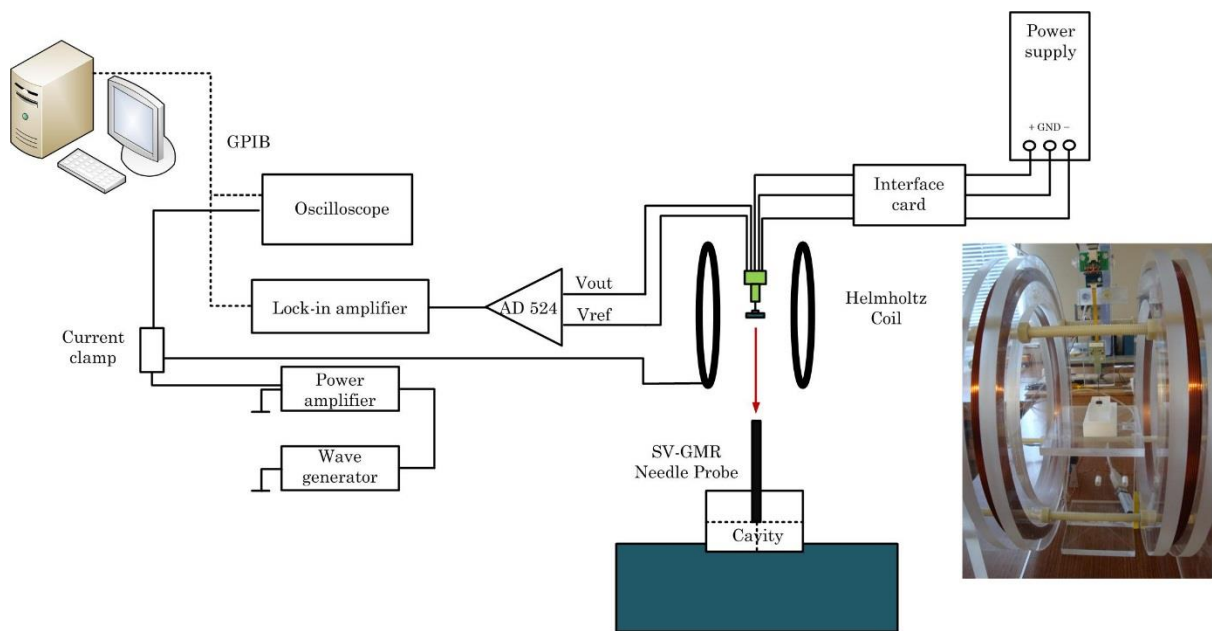 Power
supply
+ GND −
GPIB
Interface
card
Oscilloscope
Vout
Lock-in amplifier
AD 524
Vref
Helmholtz
Coil
Current
clamp
Power
amplifier
SV-GMR
Needle Probe
Wave
generator
Cavity